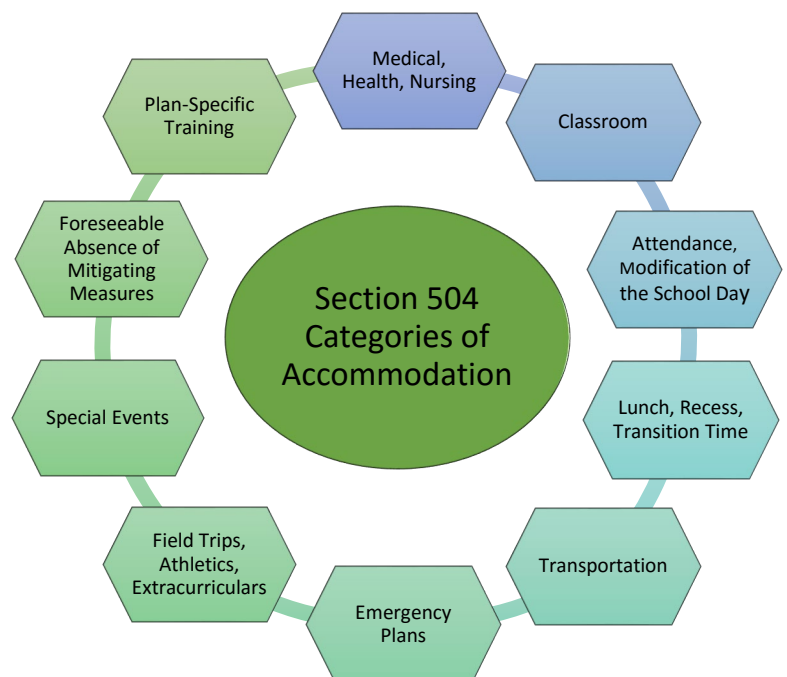 Medical,
Health, Nursing
Classroom
Attendance,
Modification of
the School Day
Lunch, Recess,
Transition Time
Transportation
Emergency
Plans
Field Trips,
Athletics,
Extracurriculars
Special Events
Foreseeable
Absence of
Mitigating
Measures
Plan-Specific
Training
Section 504
Categories of
Accommodation